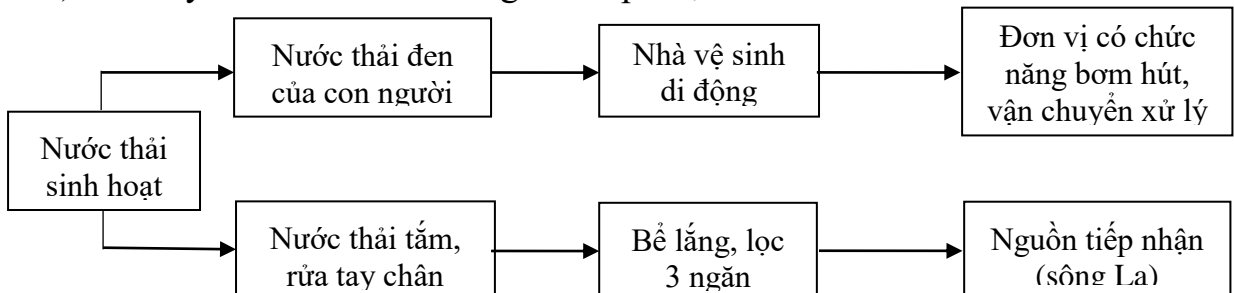 Nước thải
sinh hoạt
Nước thải đen
của con người
Nhà vệ sinh
di động
Đơn vị có chức
năng bơm hút,
vận chuyển xử lý
Nước thải tắm,
rửa tay chân
Bể lắng, lọc
3 ngăn
Nguồn tiếp nhận
(sông La)